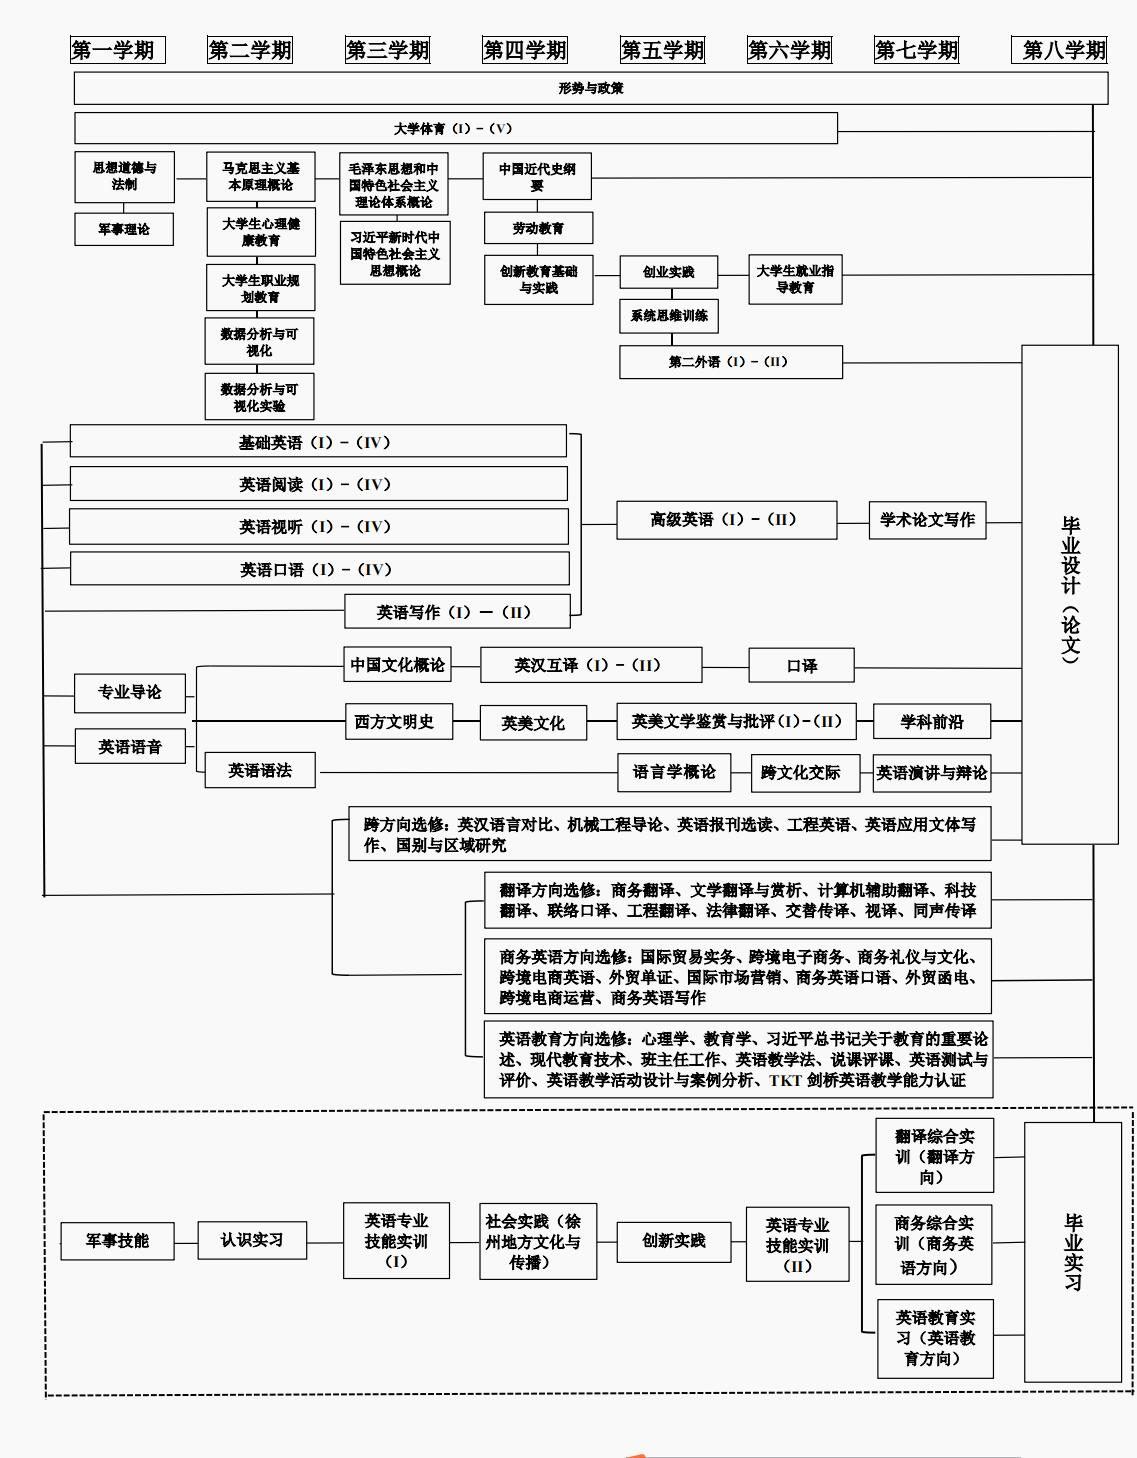 第一学期
第二学期
第三学期
第四学期
第五学期
第六学期
第七学期
第八学期
形势与政策
大学体育（I）－（V）
思想道德与
法制
马克思主义基
本原理概论
毛泽东思想和中
国特色社会主义
理论体系概论
中国近代史纲
要
军事理论
大学生心理健
康教育
习近平新时代中
国特色社会主义
思想概论
劳动教育
大学生职业规
划教育
创新教育基础
与实践
创业实践
大学生就业指
导教育
数据分析与可
视化
系统思维训练
数据分析与可
视化实验
第二外语（I）－（II）
基础英语（I）－（IV）
英语阅读（I）－（IV）
英语视听（I）－（IV）
英语口语（I）－（IV）
英语写作（I）—（II）
高级英语（I）－（II）
学术论文写作
毕业设计（论文）
专业导论
英语语音
中国文化概论
英汉互译（I）－（II）
口译
西方文明史
英美文化
英美文学鉴赏与批评（I）－（II）
学科前沿
英语语法
语言学概论
跨文化交际
英语演讲与辩论
跨方向选修：英汉语言对比、机械工程导论、英语报刊选读、工程英语、英语应用文体写
作、国别与区域研究
翻译方向选修：商务翻译、文学翻译与赏析、计算机辅助翻译、科技
翻译、联络口译、工程翻译、法律翻译、交替传译、视译、同声传译
商务英语方向选修：国际贸易实务、跨境电子商务、商务礼仪与文化、
跨境电商英语、外贸单证、国际市场营销、商务英语口语、外贸函电、
跨境电商运营、商务英语写作
英语教育方向选修：心理学、教育学、习近平总书记关于教育的重要论
述、现代教育技术、班主任工作、英语教学法、说课评课、英语测试与
评价、英语教学活动设计与案例分析、TKT 剑桥英语教学能力认证
军事技能
认识实习
英语专业
技能实训
（I）
社会实践（徐
州地方文化与
传播）
创新实践
英语专业
技能实训
（II）
翻译综合实
训（翻译方
向）
商务综合实
训（商务英
语方向）
英语教育实
习（英语教
育方向）
毕业实习